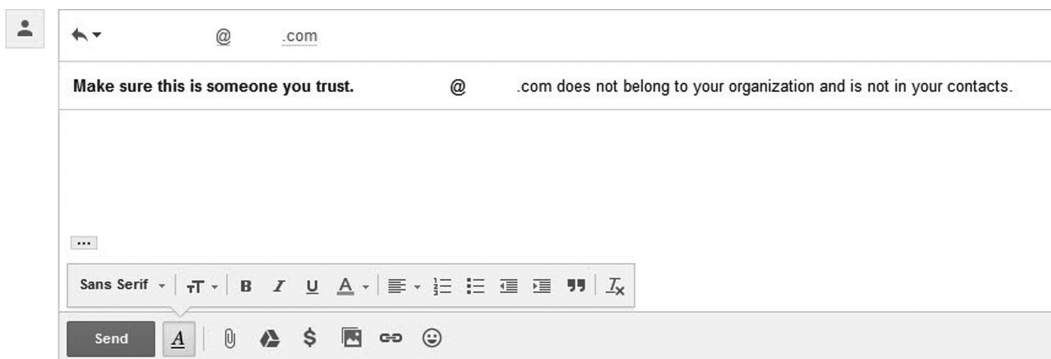 @ .com
Make sure this is someone you trust. @ .com does not belong to your organization and is not in your contacts.
...
Sans Serif T B I U A T
Send A $